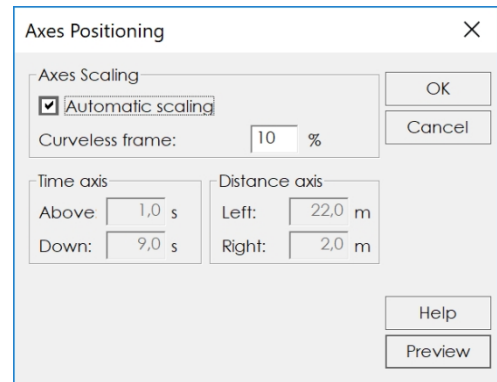 Axes Positioning
Axes Scaling
Automatic scaling
Curveless frame: 10 %
OK
Cancel
Time axis
Above 1,0 s
Down: 9,0 s
Distance axis
Left: 22,0 m
Right: 2,0 m
Help
Preview